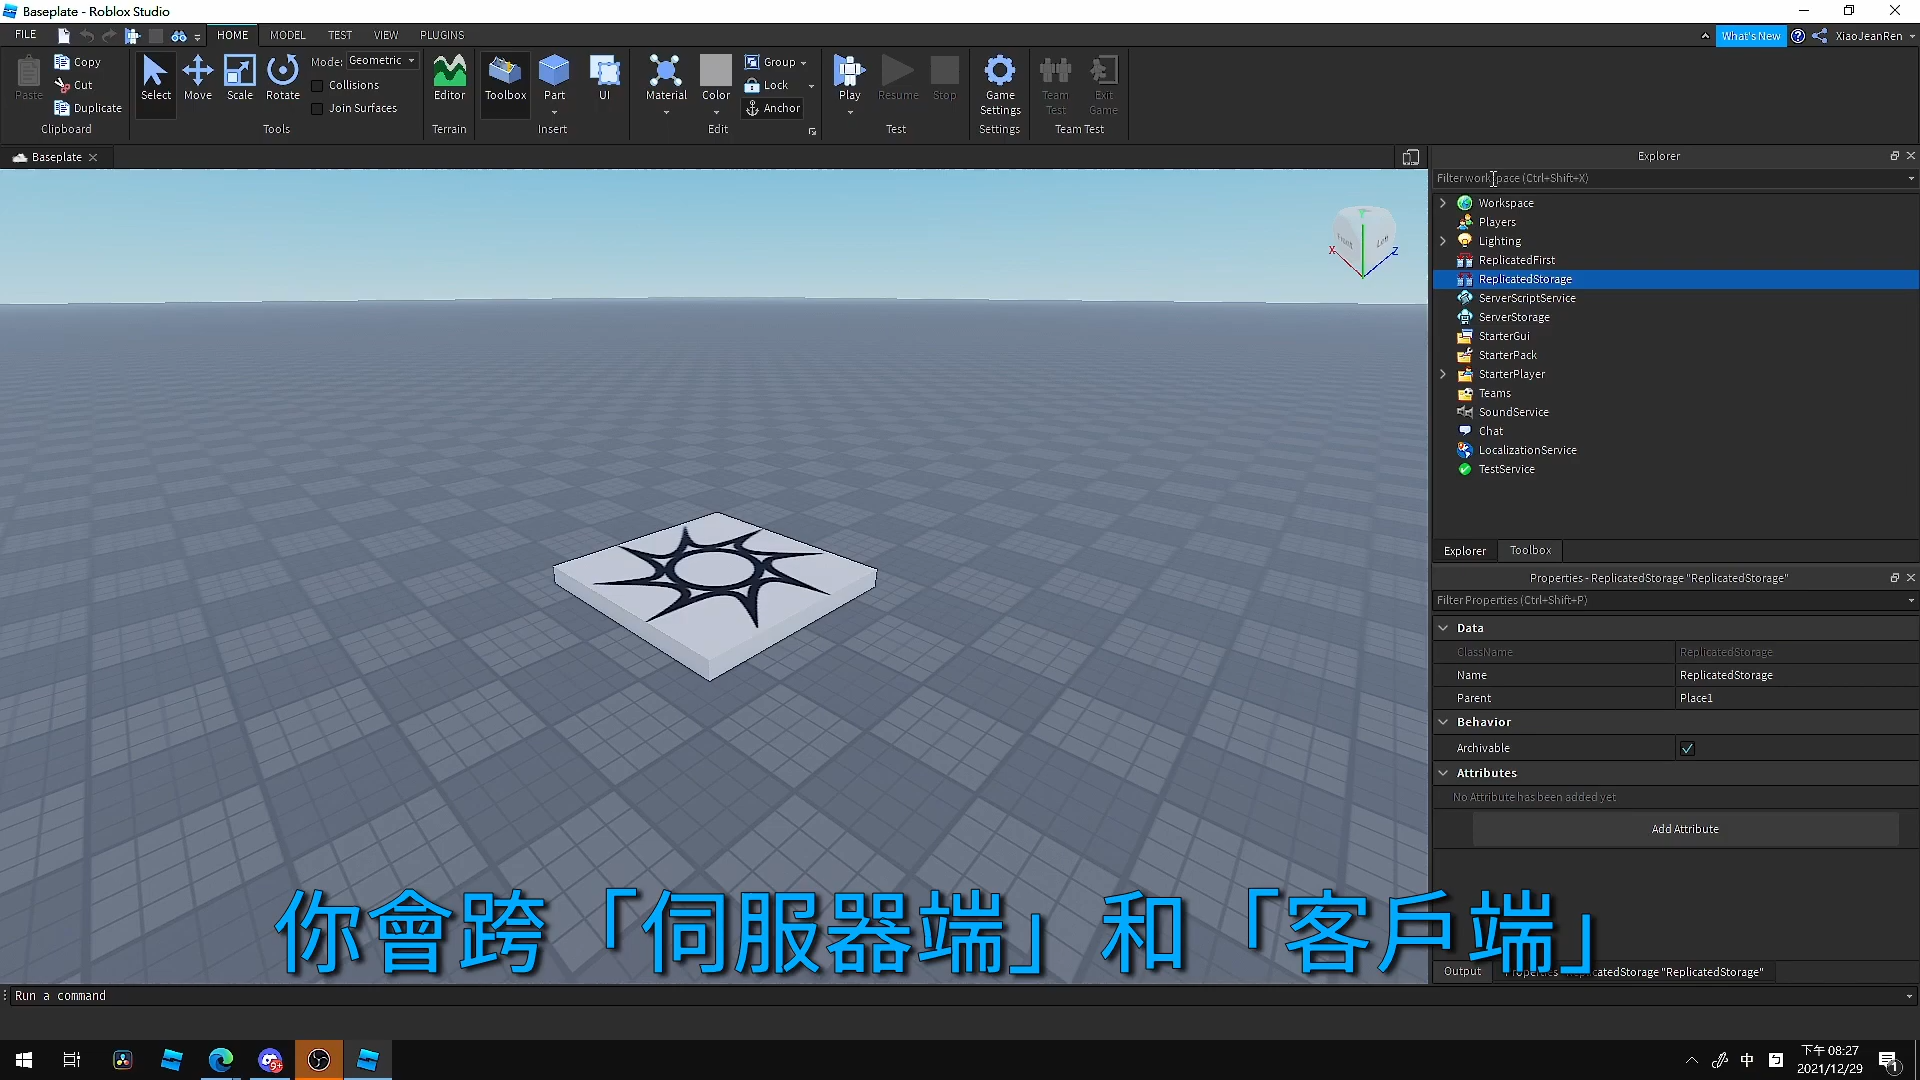 Baseplate - Roblox Studio
FILE
HOME
MODEL
TEST
VIEW
PLUGINS
What's New
XiaoJeanRen
Paste
Copy
Cut
Duplicate
Clipboard
Select
Move
Scale
Rotate
Mode: Geometric
Collisions
Join Surfaces
Tools
Editor
Terrain
Toolbox
Part
UI
Insert
Material
Color
Group
Lock
Anchor
Edit
Play
Resume
Stop
Test
Game Settings
Settings
Team Test
Exit Game
Team Test
Baseplate
Explorer
Filter workspace (Ctrl+Shift+X)
Workspace
Players
Lighting
ReplicatedFirst
ReplicatedStorage
ServerScriptService
ServerStorage
StarterGui
StarterPack
StarterPlayer
Teams
SoundService
Chat
LocalizationService
TestService
X
Z
Explorer
Toolbox
Properties - ReplicatedStorage "ReplicatedStorage"
Filter Properties (Ctrl+Shift+P)
Data
ClassName ReplicatedStorage
Name ReplicatedStorage
Parent Place1
Behavior
Archivable
Attributes
No Attribute has been added yet
Add Attribute
你會跨「伺服器端」和「客戶端」
Output
Run a command
9+
中
下午 08:27
2021/12/29
1